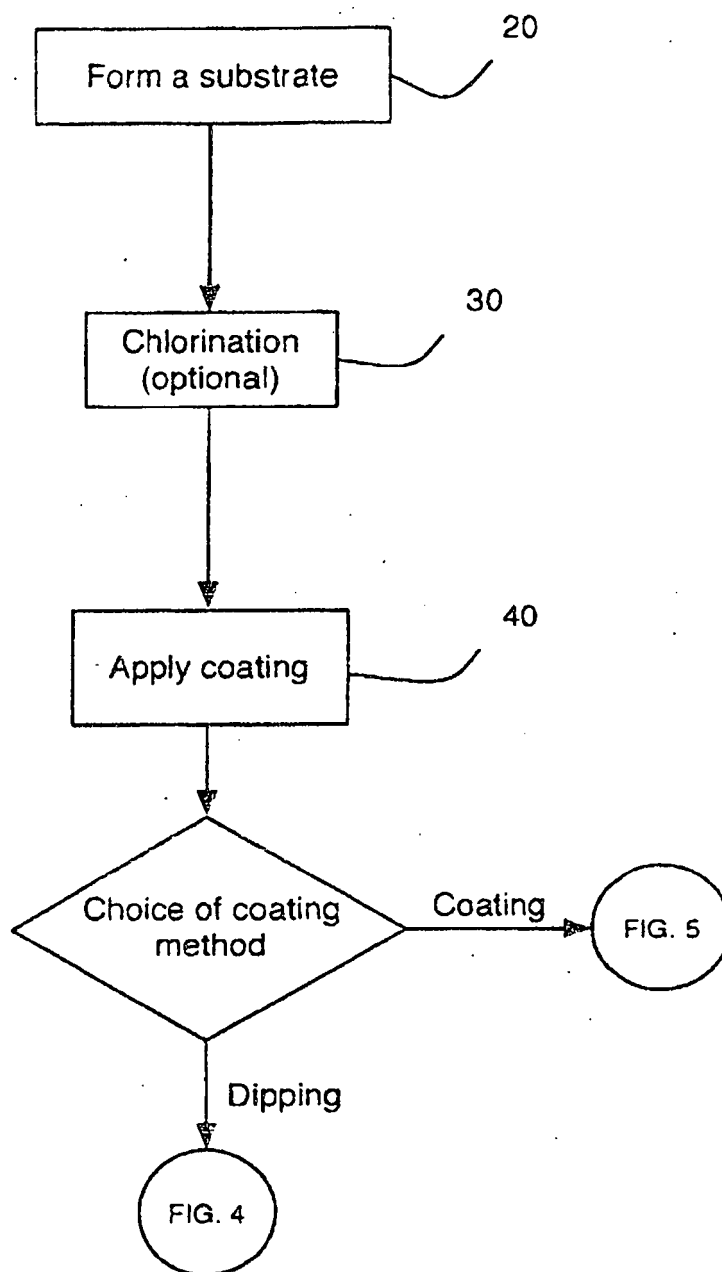 20
Form a substrate
30
Chlorination
(optional)
40
Apply coating
Choice of coating
method
Coating
FIG. 5
Dipping
FIG. 4